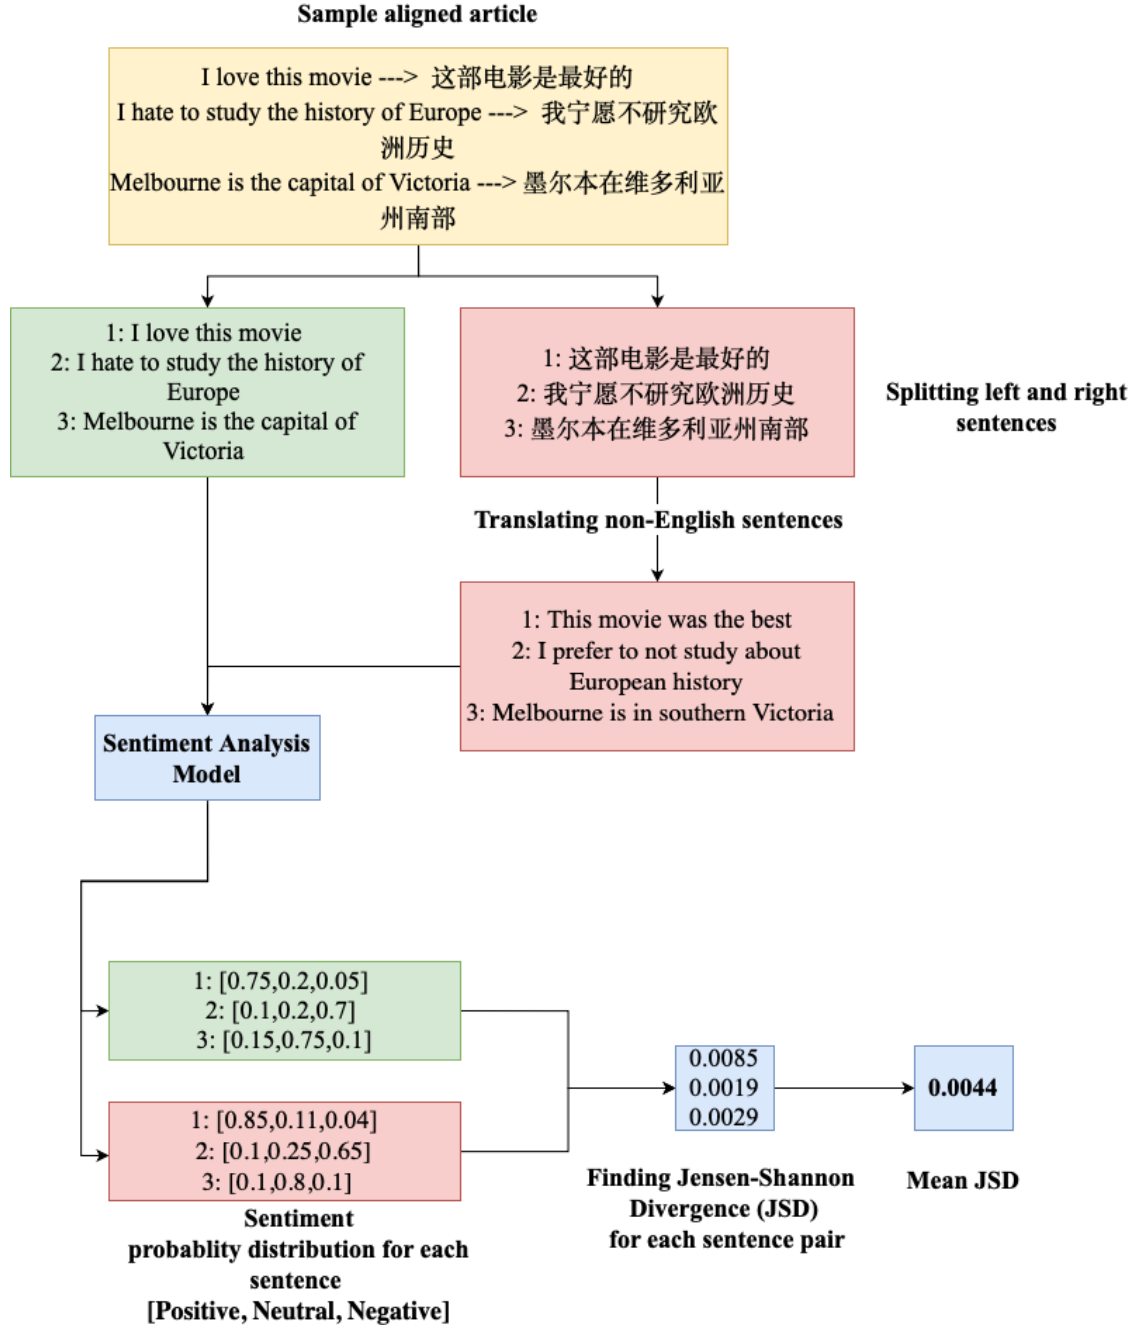 Sample aligned article
I love this movie ---> 这部电影是最好的
I hate to study the history of Europe ---> 我宁愿不研究欧
洲历史
Melbourne is the capital of Victoria ---> 墨尔本在维多利亚
州南部
1: I love this movie
2: I hate to study the history of
Europe
3: Melbourne is the capital of
Victoria
1: 这部电影是最好的
2: 我宁愿不研究欧洲历史
3: 墨尔本在维多利亚州南部
Splitting left and right
sentences
Translating non-English sentences
1: This movie was the best
2: I prefer to not study about
European history
3: Melbourne is in southern Victoria
Sentiment Analysis
Model
1: [0.75,0.2,0.05]
2: [0.1,0.2,0.7]
3: [0.15,0.75,0.1]
1: [0.85,0.11,0.04]
2: [0.1,0.25,0.65]
3: [0.1,0.8,0.1]
Sentiment
probablity distribution for each
sentence
[Positive, Neutral, Negative]
0.0085
0.0019
0.0029
Finding Jensen-Shannon
Divergence (JSD)
for each sentence pair
0.0044
Mean JSD